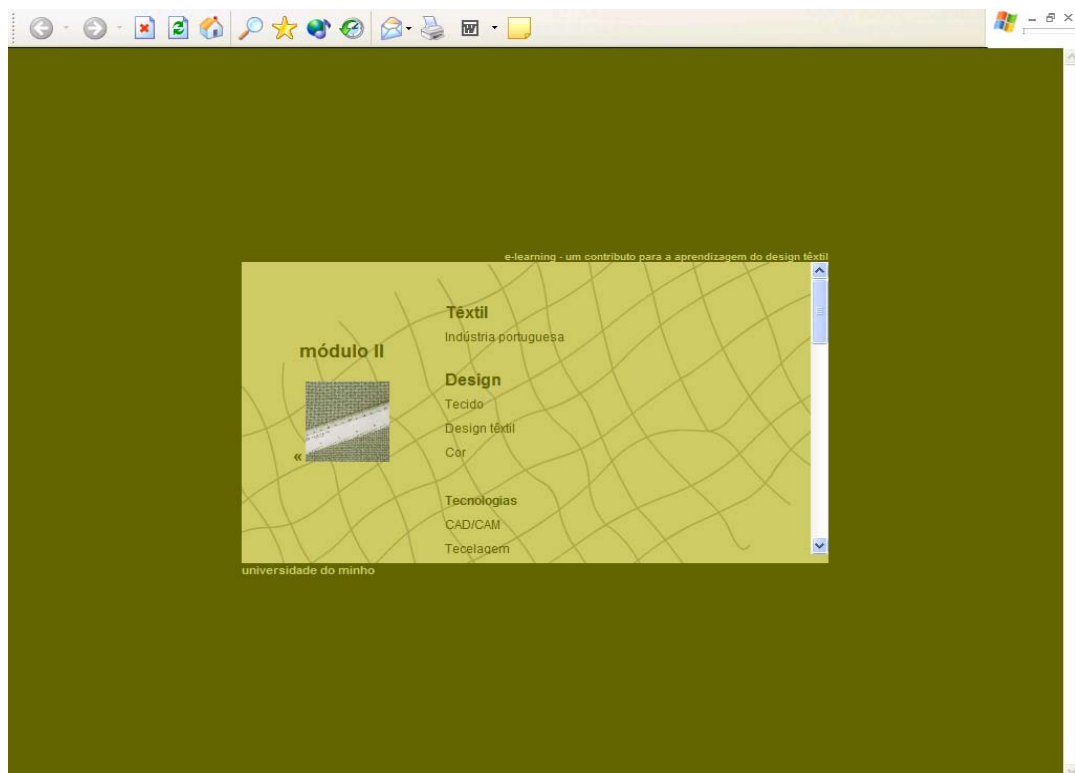 e-learning - um contributo para a aprendizagem do design têxtil
Têxtil
Indústria portuguesa
módulo II
Design
Tecido
Design têxtil
Cor
«
Tecnologias
CAD/CAM
Tecelagem
universidade do minho